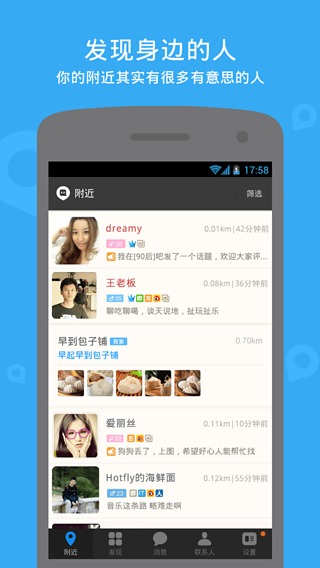 发现身边的人
你的附近其实有很多有意思的人
17:58
附近
筛选
dreamy
0.01km|42分钟前
20
我在[90后]吧发了一个话题，欢迎大家评...
王老板
0.12km|35分钟前
26
聊吃聊喝，谈天说地，扯玩扯乐
早到包子铺 商家
0.70km
早起早到包子铺
爱丽丝
0.11km|10分钟前
22
狗狗丢了，上图，希望好心人能帮忙找
Hotfly的海鲜面
0.12km|55分钟前
23 IT
音乐这条路 略难走啊
附近
发现
消息
联系人
设置